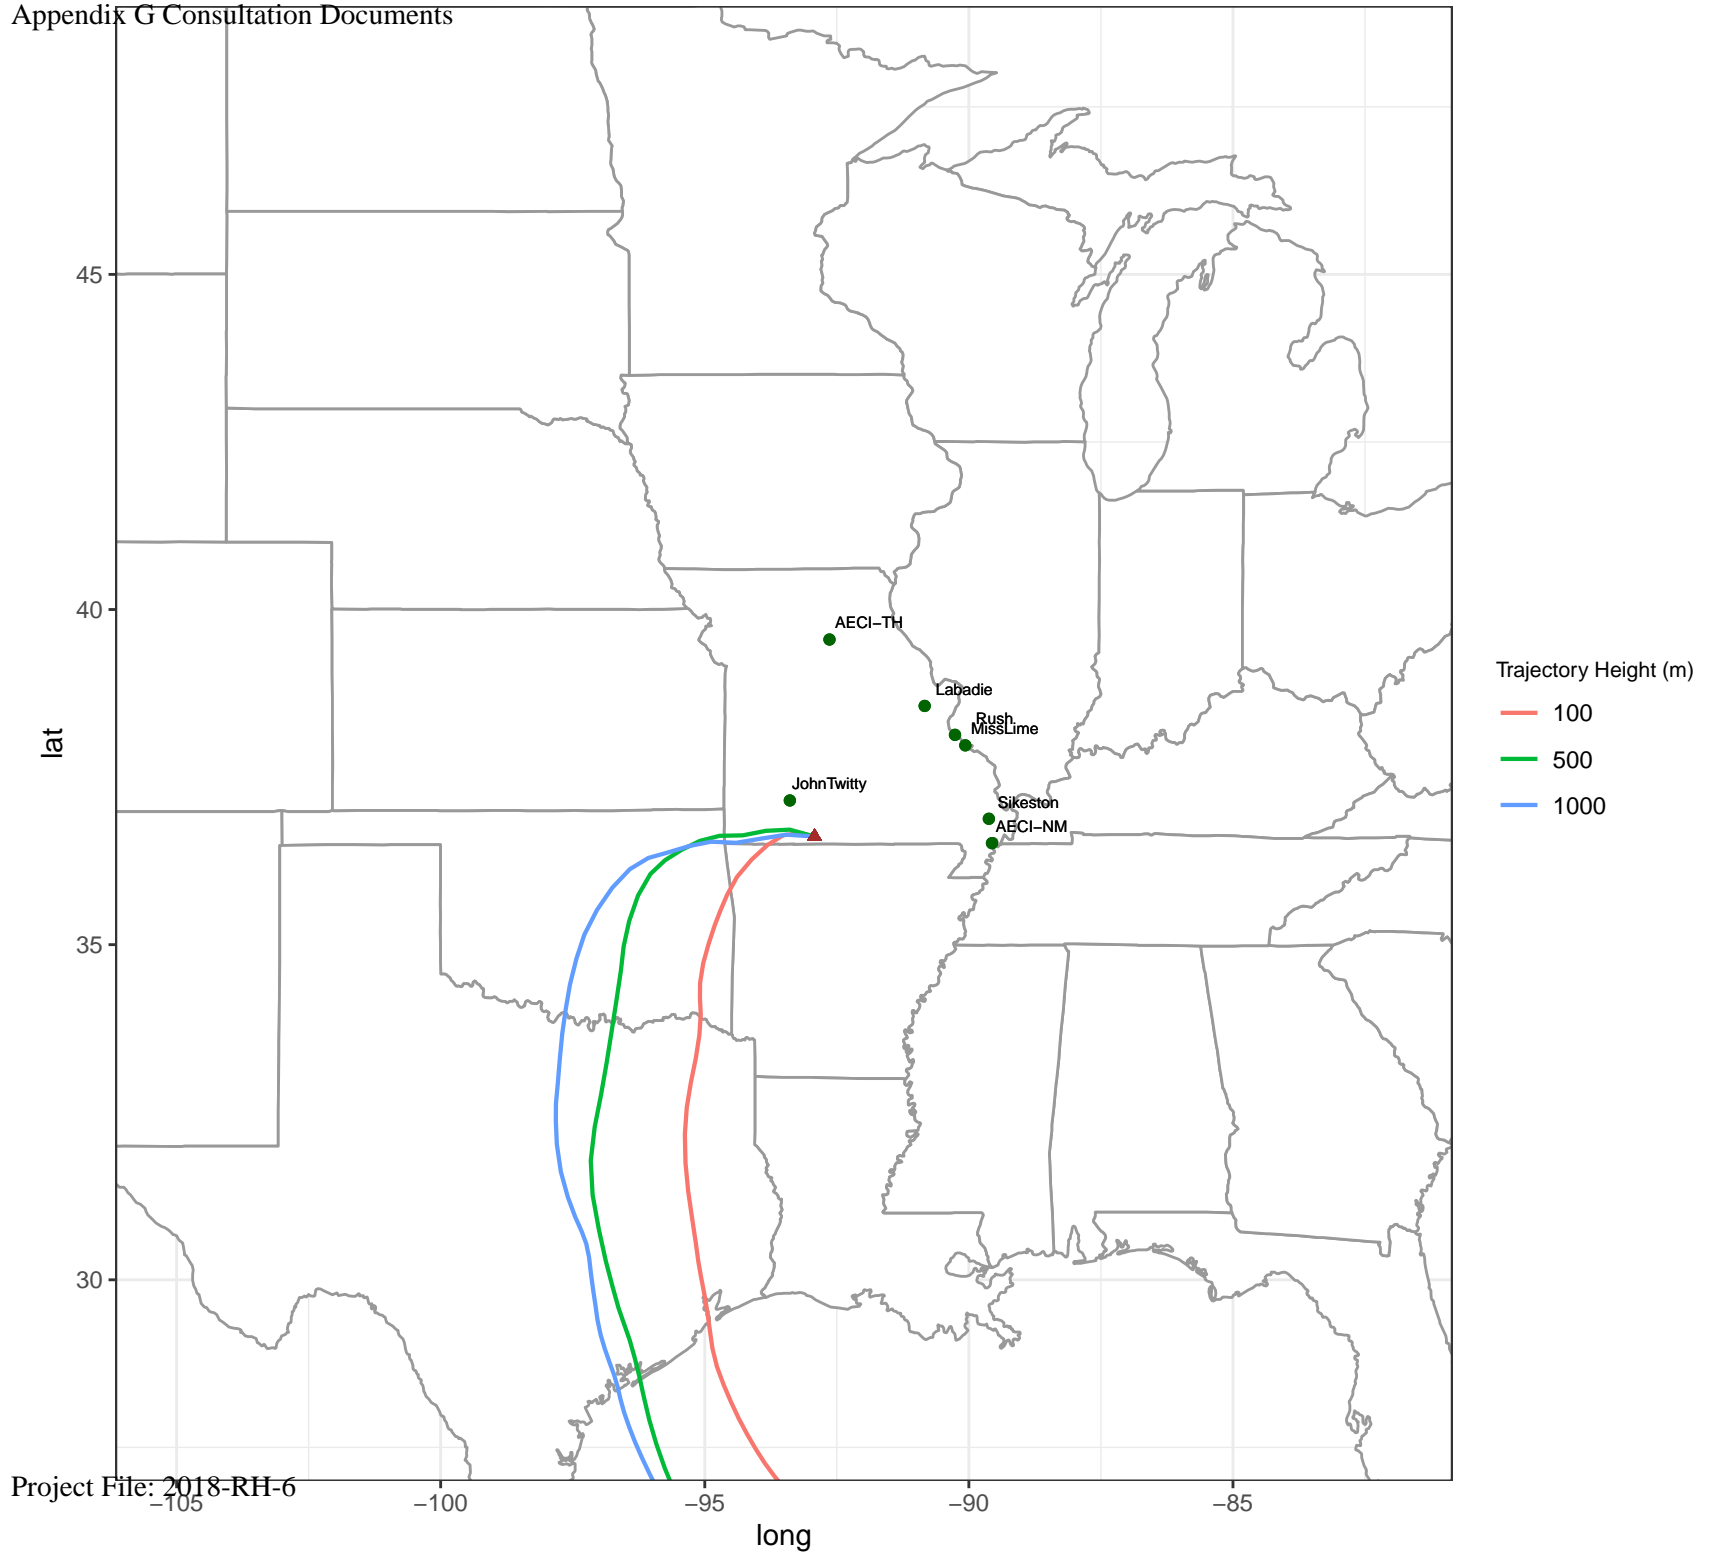 Appendix G Consultation Documents
45
40
35
30
lat
AECI−TH
Labadie
Rush
MissLime
JohnTwitty
Sikeston
AECI−NM
Trajectory Height (m)
100
500
1000
Project File: 2018-RH-6
−105
−100
−95
−90
−85
long